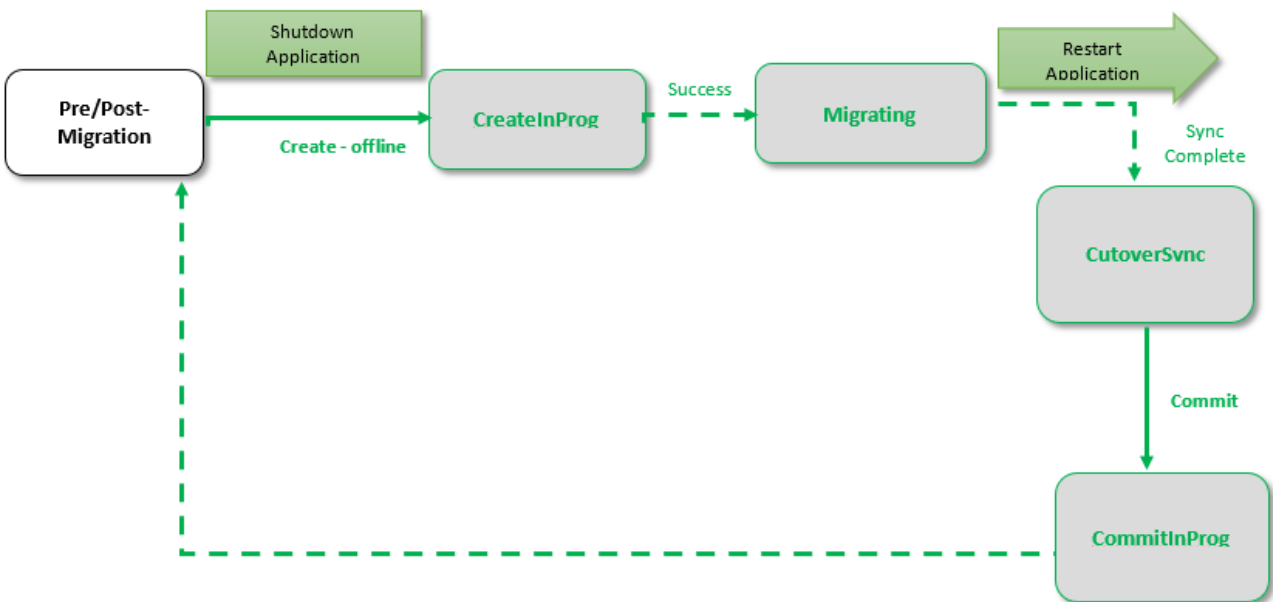 Shutdown
Application
Restart
Application
Pre/Post-
Migration
Success
CreateInProg
Migrating
Create - offline
Sync
Complete
CutoverSync
Commit
CommitInProg